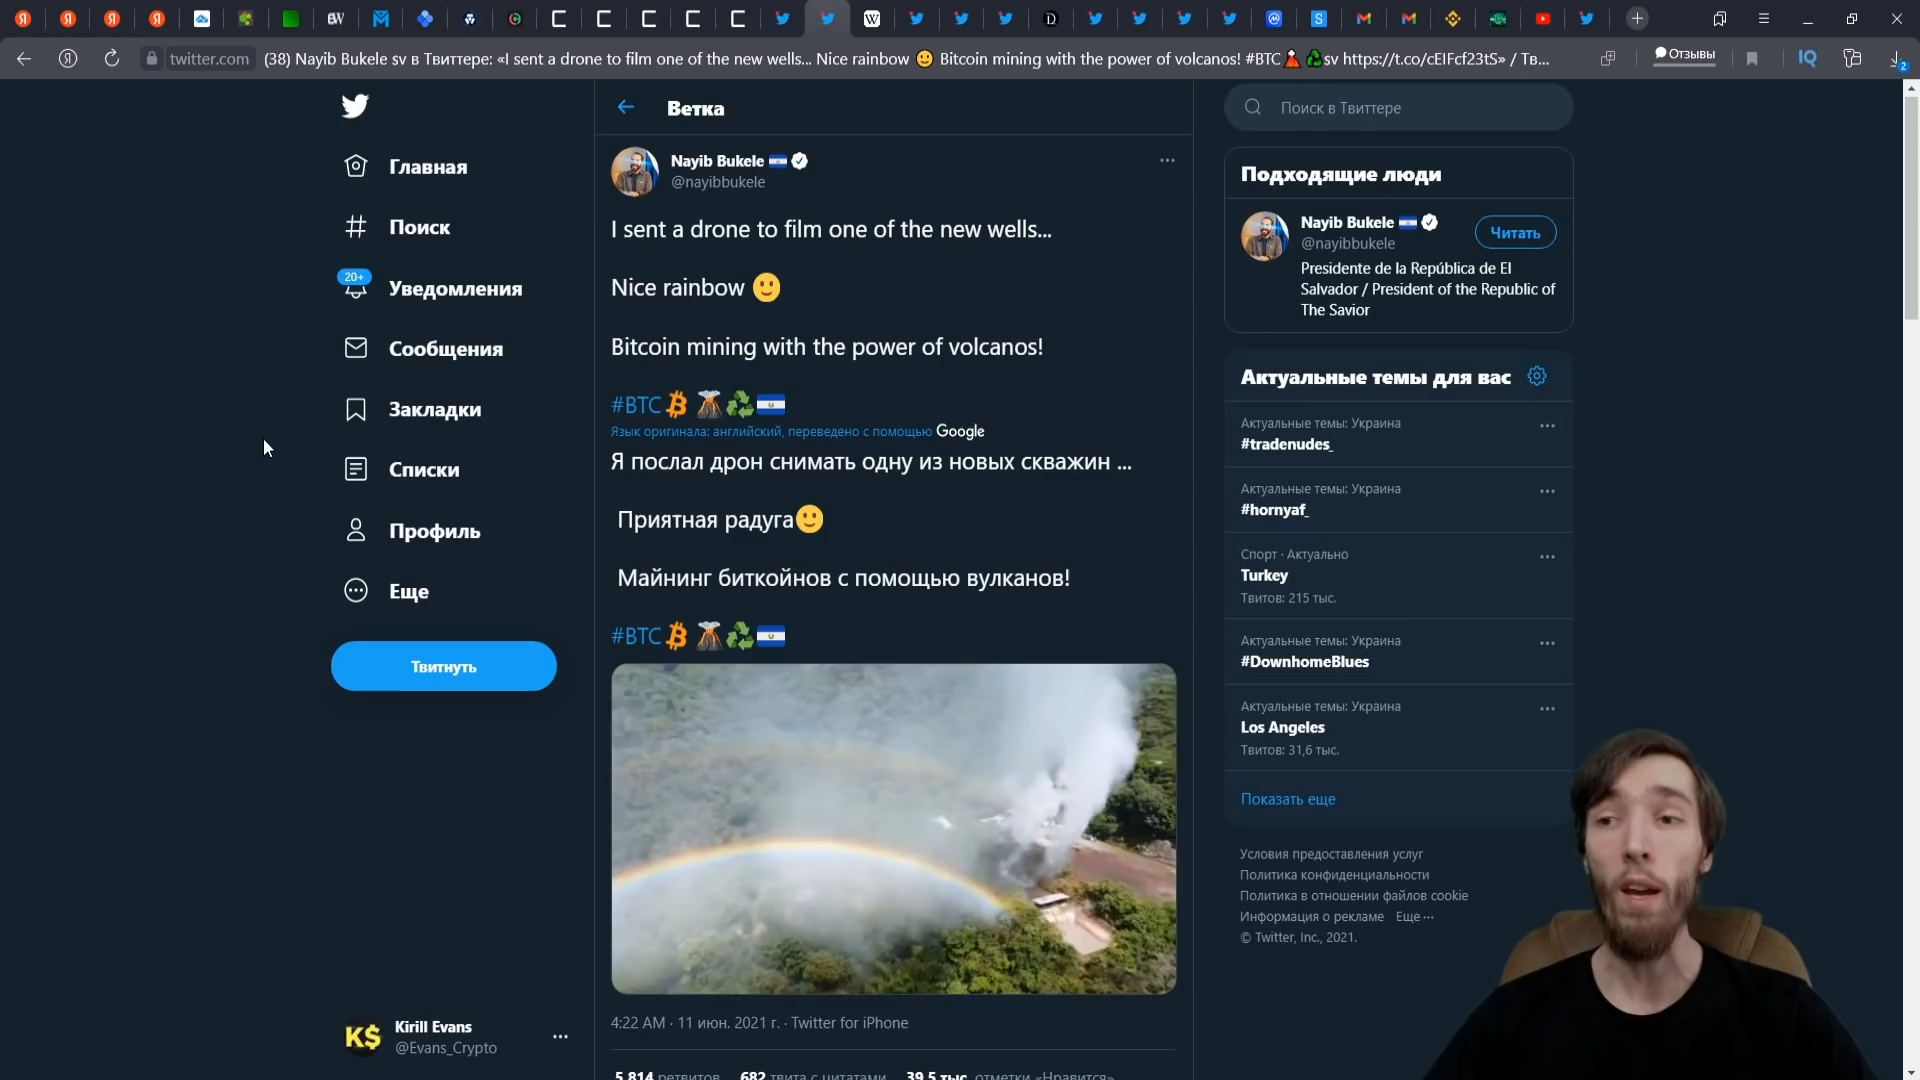 twitter.com
(38) Nayib Bukele sv в Твиттере: «I sent a drone to film one of the new wells... Nice rainbow 🙂 Bitcoin mining with the power of volcanos! #BTC🌋♻sv https://t.co/cEIFcf23tS» / Тв...
Отзывы
IQ
2
Главная
Поиск
20+
Уведомления
Сообщения
Закладки
Списки
Профиль
Еще
Твитнуть
Kirill Evans
@Evans_Crypto
K$
Ветка
Nayib Bukele
@nayibbukele
I sent a drone to film one of the new wells...
Nice rainbow 🙂
Bitcoin mining with the power of volcanos!
#BTC
Язык оригинала: английский, переведено с помощью Google
Я послал дрон снимать одну из новых скважин ...
Приятная радуга🙂
Майнинг биткойнов с помощью вулканов!
#BTC
4:22 AM · 11 июн. 2021 г. · Twitter for iPhone
5 814 ретвитов 682 твита с цитатами 39,5 тыс. отметки «Нравится»
Поиск в Твиттере
Подходящие люди
Nayib Bukele
@nayibbukele
Читать
Presidente de la República de El
Salvador / President of the Republic of
The Savior
Актуальные темы для вас
Актуальные темы: Украина
#tradenudes_
Актуальные темы: Украина
#hornyaf_
Спорт · Актуально
Turkey
Твитов: 215 тыс.
Актуальные темы: Украина
#DownhomeBlues
Актуальные темы: Украина
Los Angeles
Твитов: 31,6 тыс.
Показать еще
Условия предоставления услуг
Политика конфиденциальности
Политика в отношении файлов cookie
Информация о рекламе Еще ···
© Twitter, Inc., 2021.